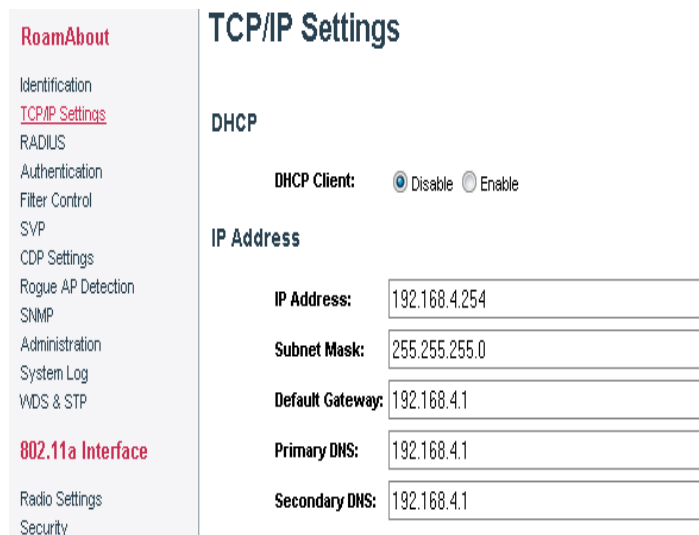 RoamAbout
Identification
TCP/IP Settings
RADIUS
Authentication
Filter Control
SVP
CDP Settings
Rogue AP Detection
SNMP
Administration
System Log
WDS & STP
802.11a Interface
Radio Settings
Security
TCP/IP Settings
DHCP
DHCP Client: Disable Enable
IP Address
IP Address: 192.168.4.254
Subnet Mask: 255.255.255.0
Default Gateway: 192.168.4.1
Primary DNS: 192.168.4.1
Secondary DNS: 192.168.4.1